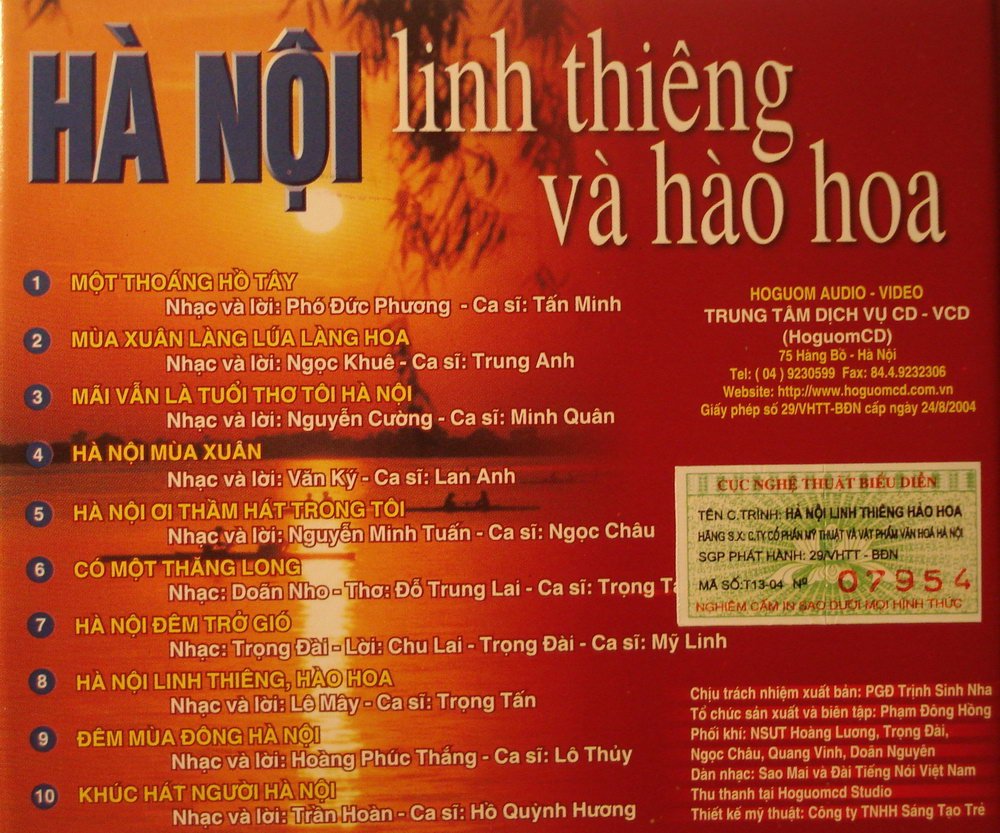 HÀ NỘI linh thiêng
và hào hoa
1 MỘT THOÁNG HỒ TÂY
Nhạc và lời: Phó Đức Phương - Ca sĩ: Tấn Minh
2 MÙA XUÂN LÀNG LÚA LÀNG HOA
Nhạc và lời: Ngọc Khuê - Ca sĩ: Trung Anh
3 MÃI VẪN LÀ TUỔI THƠ TÔI HÀ NỘI
Nhạc và lời: Nguyễn Cường - Ca sĩ: Minh Quân
4 HÀ NỘI MÙA XUÂN
Nhạc và lời: Văn Ký - Ca sĩ: Lan Anh
5 HÀ NỘI ƠI THẦM HÁT TRONG TÔI
Nhạc và lời: Nguyễn Minh Tuấn - Ca sĩ: Ngọc Châu
6 CÓ MỘT THĂNG LONG
Nhạc: Doãn Nho - Thơ: Đỗ Trung Lai - Ca sĩ: Trọng
7 HÀ NỘI ĐÊM TRỞ GIÓ
Nhạc: Trọng Đài - Lời: Chu Lai - Trọng Đài - Ca sĩ: Mỹ Linh
8 HÀ NỘI LINH THIÊNG, HÀO HOA
Nhạc và lời: Lê Mây - Ca sĩ: Trọng Tấn
9 ĐÊM MÙA ĐÔNG HÀ NỘI
Nhạc và lời: Hoàng Phúc Thắng - Ca sĩ: Lô Thủy
10 KHÚC HÁT NGƯỜI HÀ NỘI
Nhạc và lời: Trần Hoàn - Ca sĩ: Hồ Quỳnh Hương
HOGUOM AUDIO - VIDEO
TRUNG TÂM DỊCH VỤ CD - VCD
(HoguomCD)
75 Hàng Bồ - Hà Nội
Tel: ( 04 ) 9230599 Fax: 84.4.9232306
Website: http://www.hoguomcd.com.vn
Giấy phép số 29/VHTT-BĐN cấp ngày 24/8/2004
CỤC NGHỆ THUẬT BIỂU DIỄN
TÊN C.TRÌNH: HÀ NỘI LINH THIÊNG HÀO HOA
HÃNG S.X: C.TY CỔ PHẦN MỸ THUẬT VÀ VẬT PHẨM VĂN HOÁ HÀ NỘI
SGP PHÁT HÀNH: 29/VHTT - BĐN
MÃ SỐ:T13-04 Nº 07954
NGHIÊM CẤM IN SAO DƯỚI MỌI HÌNH THỨC
Chịu trách nhiệm xuất bản: PGĐ Trịnh Sinh Nha
Tổ chức sản xuất và biên tập: Phạm Đông Hồng
Phối khí: NSUT Hoàng Lương, Trọng Đài,
Ngọc Châu, Quang Vinh, Doãn Nguyên
Dàn nhạc: Sao Mai và Đài Tiếng Nói Việt Nam
Thu thanh tại Hoguomcd Studio
Thiết kế mỹ thuật: Công ty TNHH Sáng Tạo Trẻ